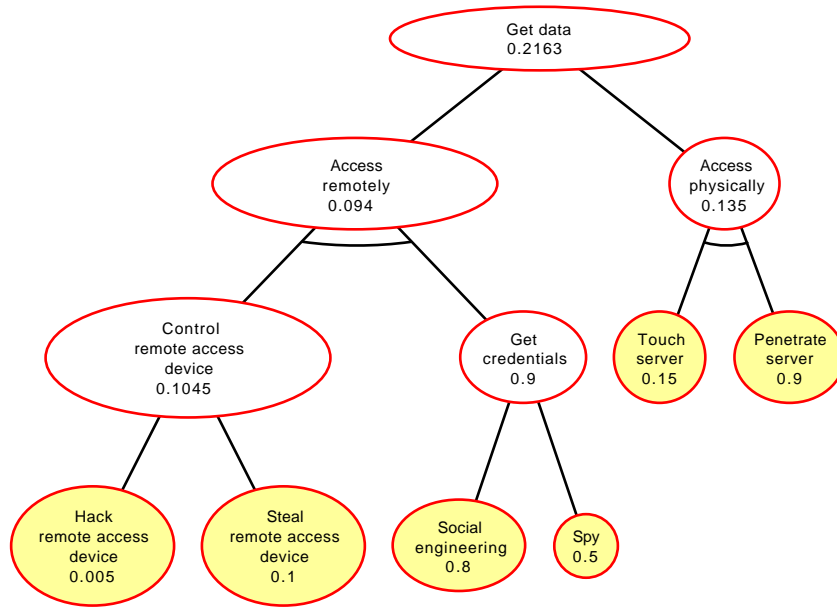 Get data
0.2163
Access
remotely
0.094
Access
physically
0.135
Control
remote access
device
0.1045
Get
credentials
0.9
Touch
server
0.15
Penetrate
server
0.9
Hack
remote access
device
0.005
Steal
remote access
device
0.1
Social
engineering
0.8
Spy
0.5